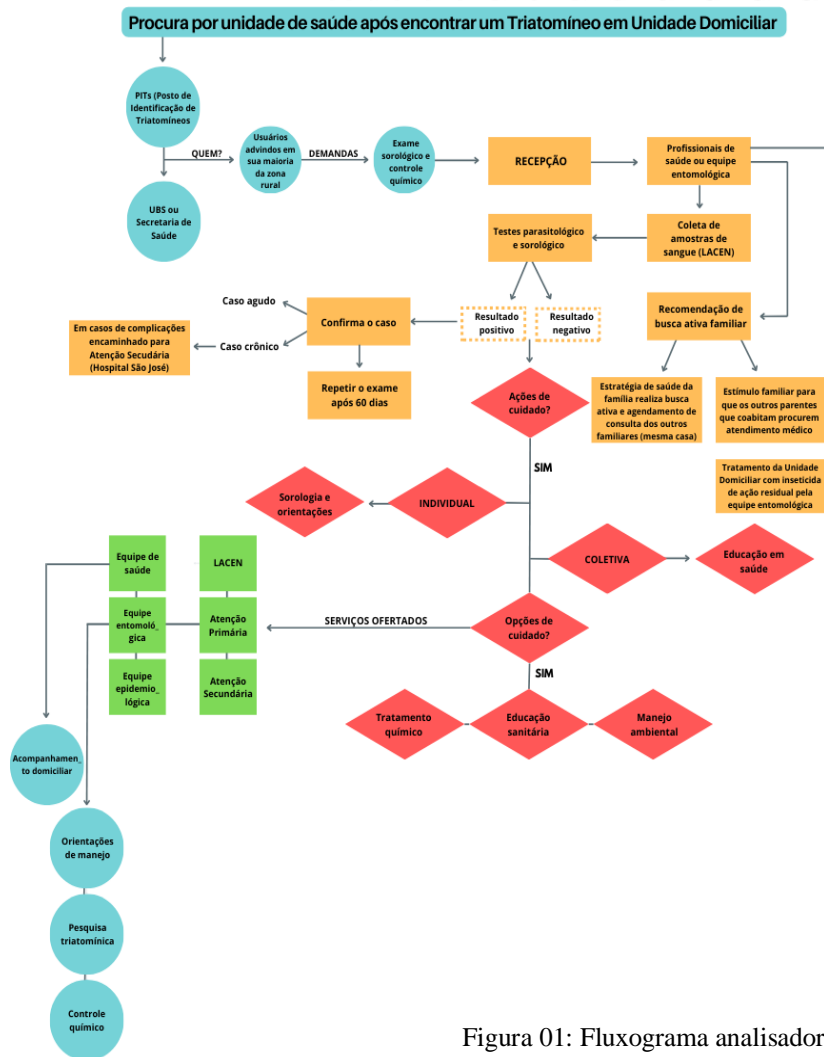 Procura por unidade de saúde após encontrar um Triatomíneo em Unidade Domiciliar
PITs (Posto de
Identificação de
Triatomíneos
QUEM?
Usuários
advindos em
sua maioria
da zona
rural
DEMANDAS
Exame
sorológico e
controle
químico
RECEPÇÃO
Profissionais de
saúde ou equipe
entomológica
UBS ou
Secretaria de
Saúde
Testes parasitológico
e sorológico
Coleta de
amostras de
sangue (LACEN)
Caso agudo
Confirma o caso
Resultado
positivo
Resultado
negativo
Recomendação de
busca ativa familiar
Em casos de complicações
encaminhado para
Atenção Secudária
(Hospital São José)
Caso crônico
Repetir o exame
após 60 dias
Ações de
cuidado?
Estratégia de saúde da
família realiza busca
ativa e agendamento de
consulta dos outros
familiares (mesma casa)
Estímulo familiar para
que os outros parentes
que coabitam procurem
atendimento médico
SIM
Tratamento da Unidade
Domiciliar com inseticida
de ação residual pela
equipe entomológica
Sorologia e
orientações
INDIVIDUAL
COLETIVA
Educação em
saúde
Equipe de
saúde
LACEN
Equipe
entomoló_
gica
Atenção
Primária
SERVIÇOS OFERTADOS
Opções de
cuidado?
Equipe
epidemio_
lógica
Atenção
Secundária
SIM
Tratamento
químico
Educação
sanitária
Manejo
ambiental
Acompanhamen_
to domiciliar
Orientações
de manejo
Pesquisa
triatomínica
Controle
químico
Figura 01: Fluxograma analisador